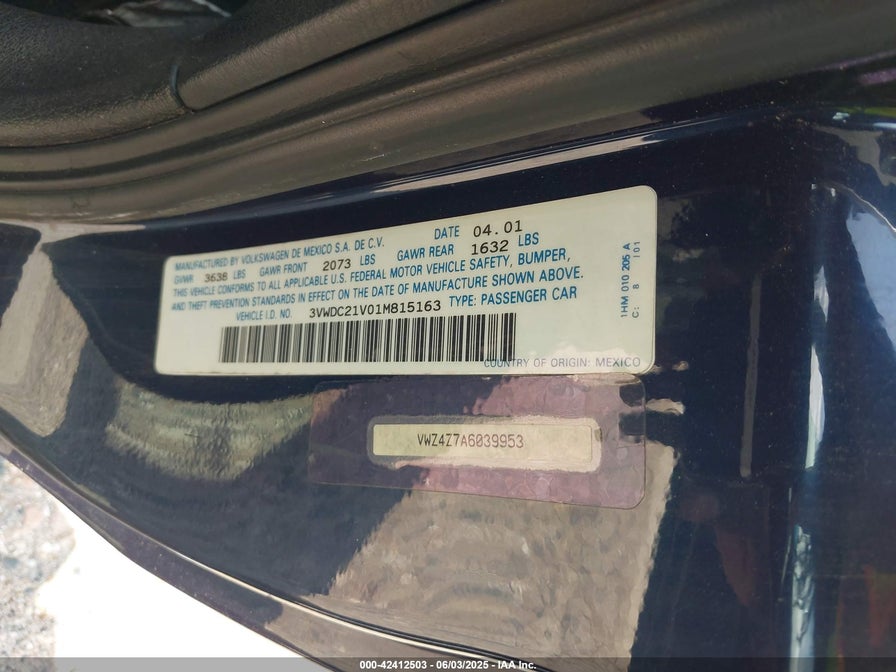 MANUFACTURED BY VOLKSWAGEN DE MEXICO S.A. DE C.V. DATE 04.01
GVWR 3638 LBS GAWR FRONT 2073 LBS GAWR REAR 1632 LBS
THIS VEHICLE CONFORMS TO ALL APPLICABLE U.S. FEDERAL MOTOR VEHICLE SAFETY, BUMPER,
AND THEFT PREVENTION STANDARDS IN EFFECT ON THE DATE OF MANUFACTURE SHOWN ABOVE.
VEHICLE I.D. NO. 3VWDC21V01M815163 TYPE: PASSENGER CAR
COUNTRY OF ORIGIN: MEXICO
1HM 010 205 A
C: 8 I01
VWZ4Z7A6039953
000-42412503 - 06/03/2025 - IAA Inc.